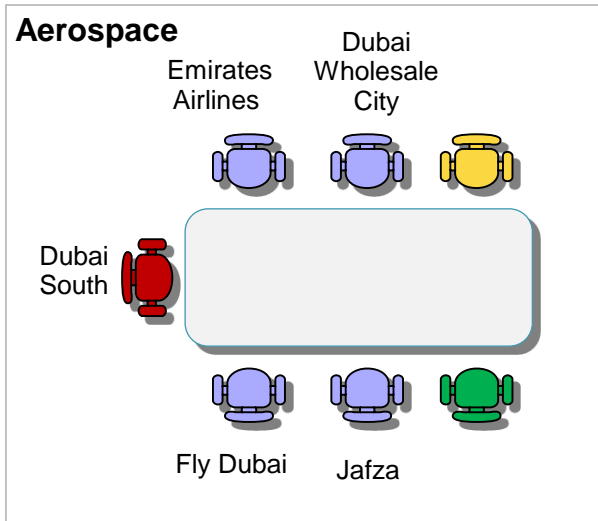 Aerospace
Emirates
Airlines
Dubai
Wholesale
City
Dubai
South
Fly Dubai
Jafza